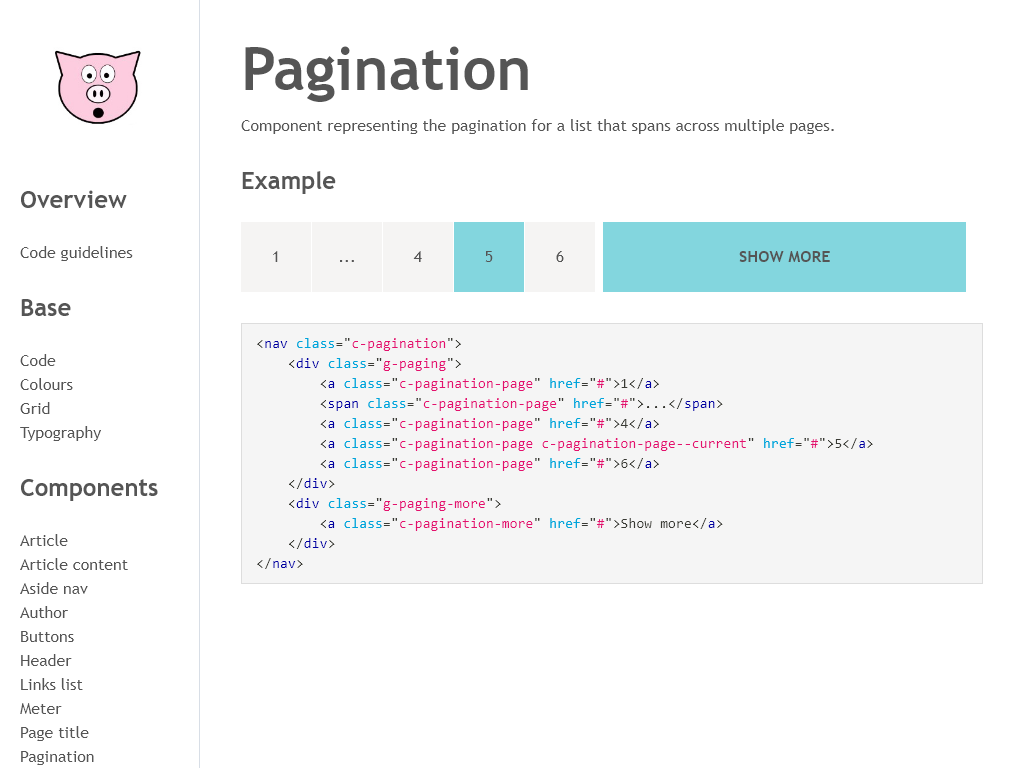 Overview
Code guidelines
Base
Code
Colours
Grid
Typography
Components
Article
Article content
Aside nav
Author
Buttons
Header
Links list
Meter
Page title
Pagination
Pagination
Component representing the pagination for a list that spans across multiple pages.
Example
1 ... 4 5 6 SHOW MORE
<nav class="c-pagination">
    <div class="g-paging">
        <a class="c-pagination-page" href="#">1</a>
        <span class="c-pagination-page" href="#">...</span>
        <a class="c-pagination-page" href="#">4</a>
        <a class="c-pagination-page c-pagination-page--current" href="#">5</a>
        <a class="c-pagination-page" href="#">6</a>
    </div>
    <div class="g-paging-more">
        <a class="c-pagination-more" href="#">Show more</a>
    </div>
</nav>